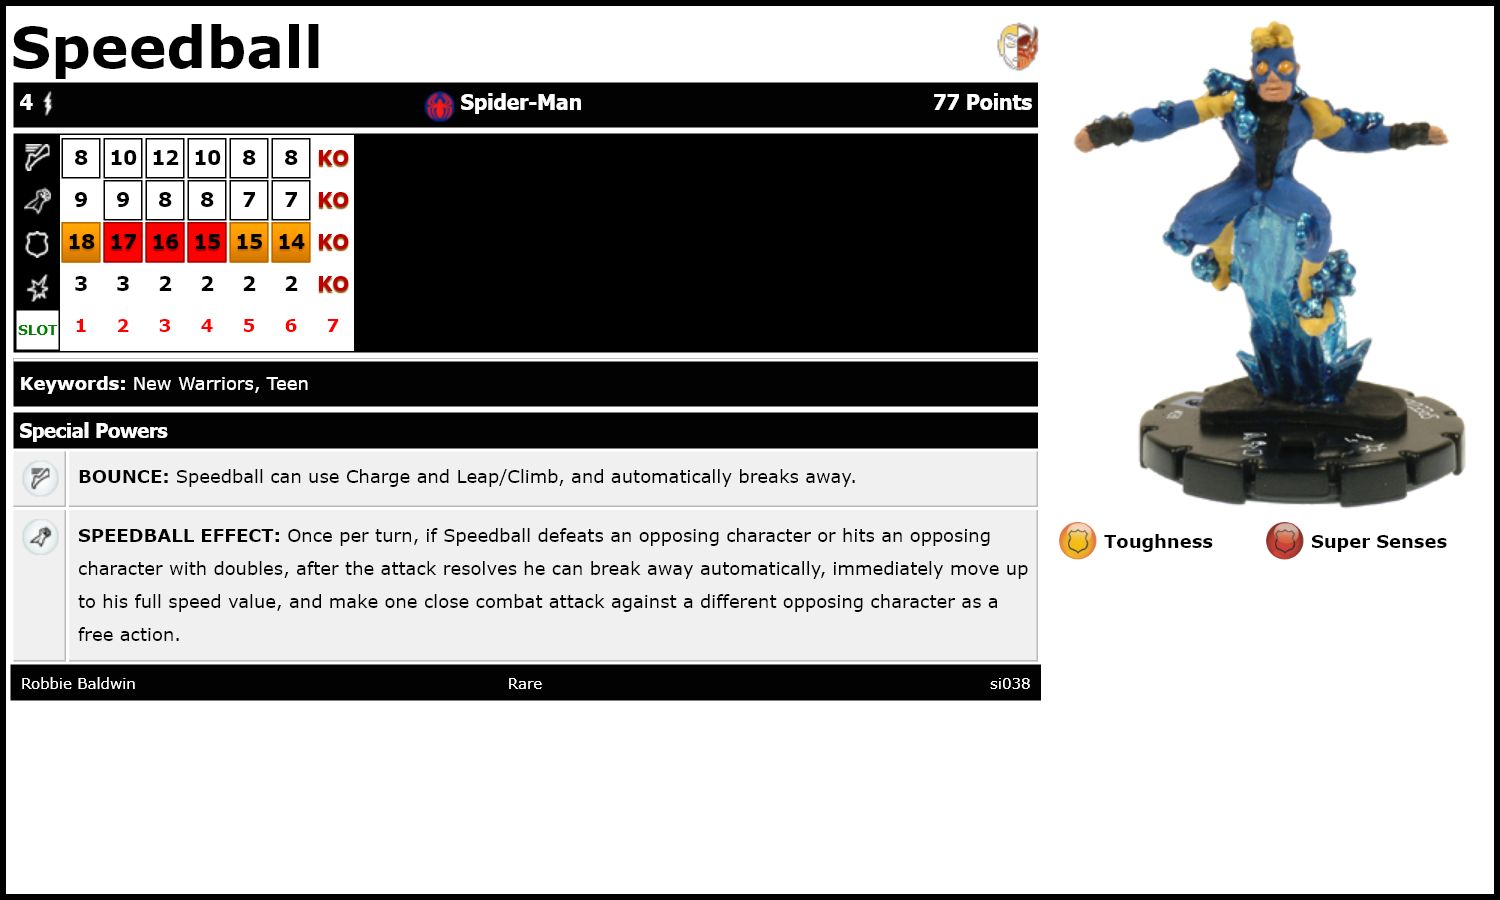 Speedball
4 Spider-Man 77 Points
8 10 12 10 8 8 KO
9 9 8 8 7 7 KO
18 17 16 15 15 14 KO
3 3 2 2 2 2 KO
SLOT 1 2 3 4 5 6 7
Keywords: New Warriors, Teen
Special Powers
BOUNCE: Speedball can use Charge and Leap/Climb, and automatically breaks away.
SPEEDBALL EFFECT: Once per turn, if Speedball defeats an opposing character or hits an opposing
character with doubles, after the attack resolves he can break away automatically, immediately move up
to his full speed value, and make one close combat attack against a different opposing character as a
free action.
Toughness Super Senses
Robbie Baldwin Rare si038